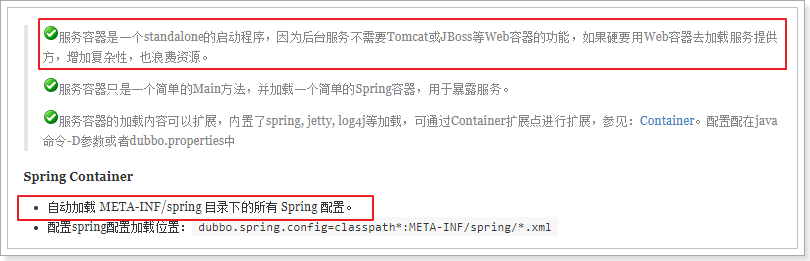 服务容器是一个standalone的启动程序，因为后台服务不需要Tomcat或JBoss等Web容器的功能，如果硬要用Web容器去加载服务提供
方，增加复杂性，也浪费资源。
服务容器只是一个简单的Main方法，并加载一个简单的Spring容器，用于暴露服务。
服务容器的加载内容可以扩展，内置了spring, jetty, log4j等加载，可通过Container扩展点进行扩展，参见：Container。配置配在java
命令-D参数或者dubbo.properties中
Spring Container
自动加载 META-INF/spring 目录下的所有 Spring 配置。
配置spring配置加载位置： dubbo.spring.config=classpath*:META-INF/spring/*.xml